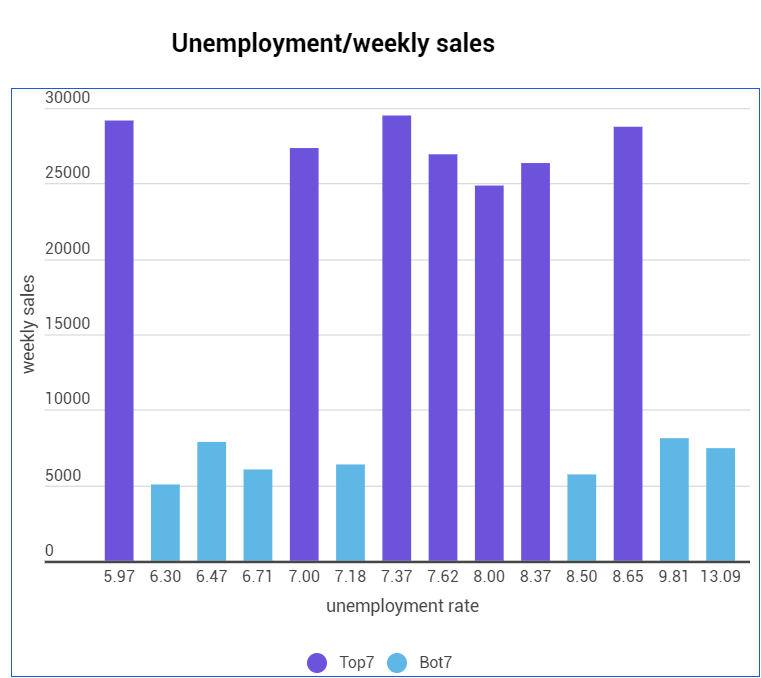 Unemployment/weekly sales
30000
25000
20000
15000
10000
5000
0
weekly sales
5.97 6.30 6.47 6.71 7.00 7.18 7.37 7.62 8.00 8.37 8.50 8.65 9.81 13.09
unemployment rate
Top7 Bot7